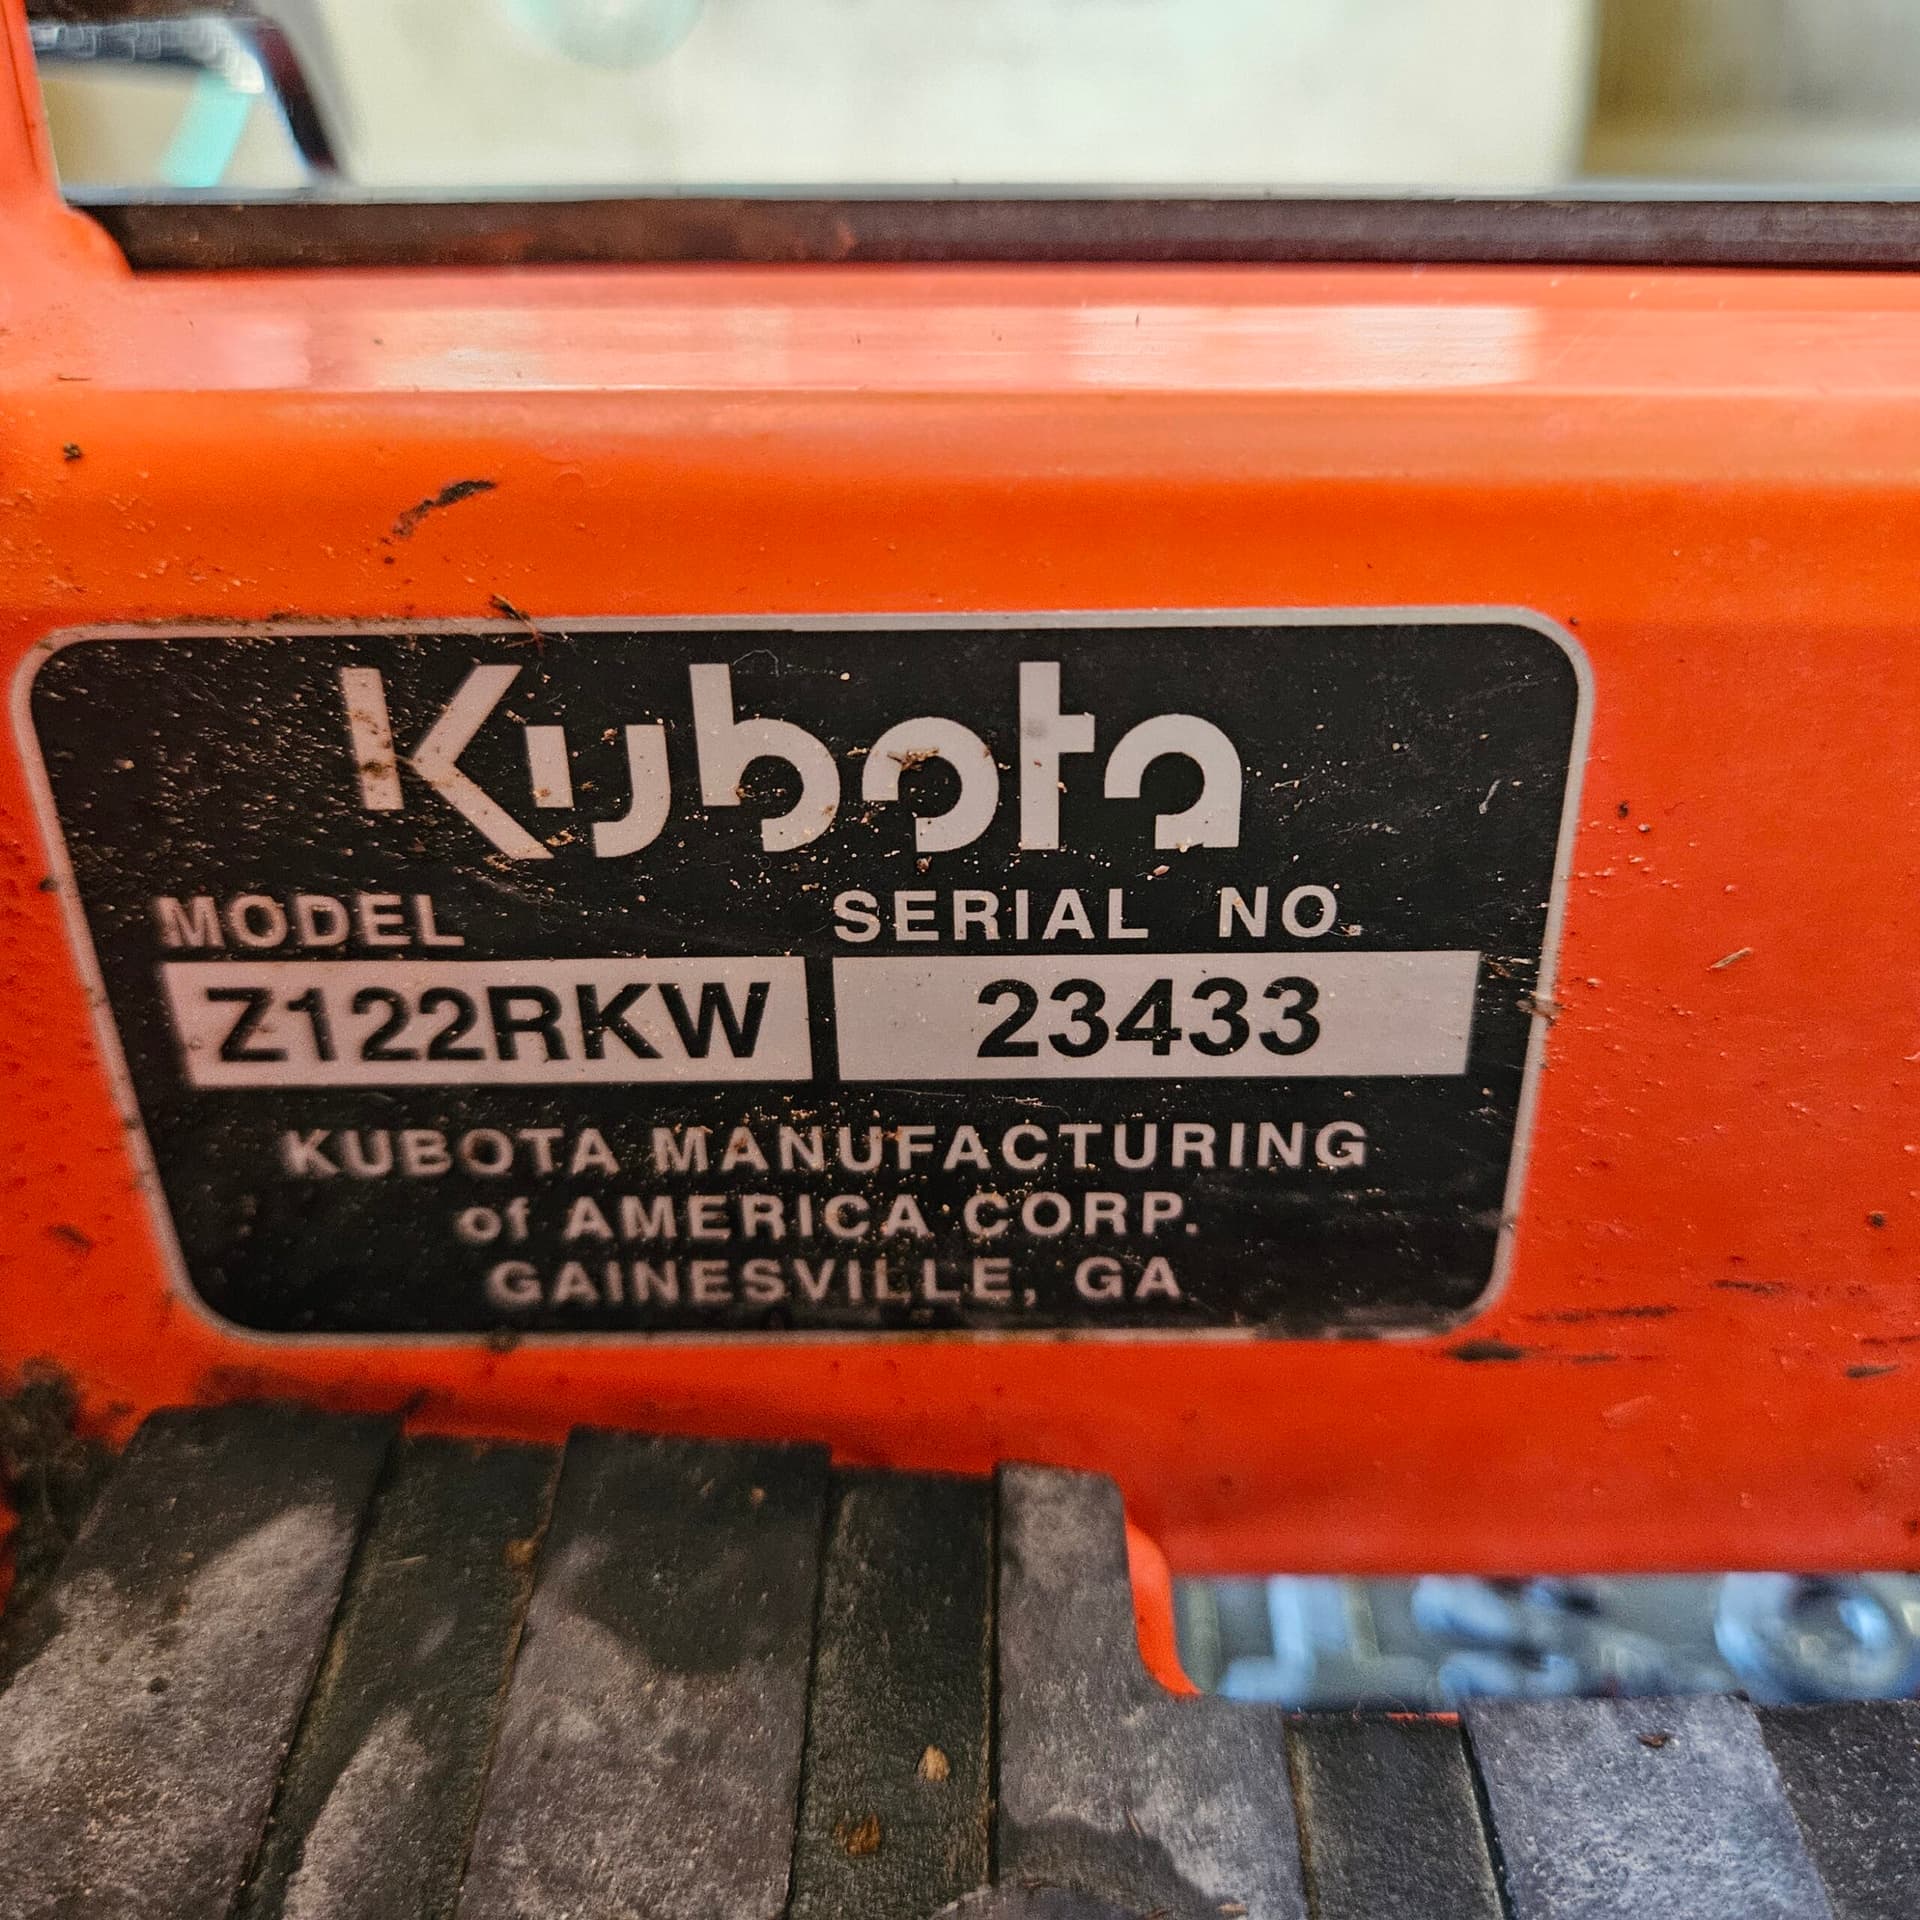 Kubota
MODEL SERIAL NO.
Z122RKW 23433
KUBOTA MANUFACTURING
of AMERICA CORP.
GAINESVILLE, GA